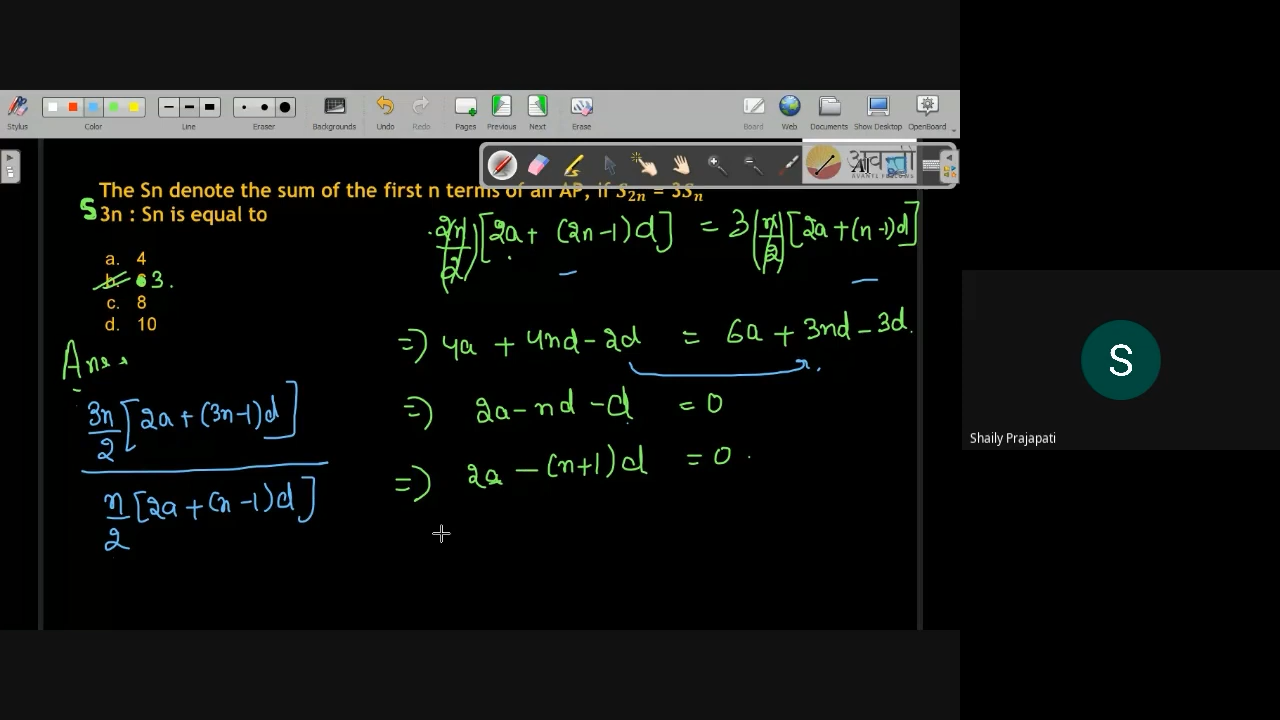 Stylus Color Line Eraser Backgrounds Undo Redo Pages Previous Next Erase Board Web Documents Show Desktop OpenBoard
अवन्ती
The Sn denote the sum of the first n terms of an AP, if S₂ₙ = 3Sₙ
S 3n : Sn is equal to
a. 4
b. 6 3.
c. 8
d. 10
Ans
3n/2 [2a + (3n-1)d]
n/2 [2a + (n-1)d]
(2n/2) [2a + (2n-1)d] = 3 (n/2) [2a + (n-1)d]
=) 4a + 4nd - 2d = 6a + 3nd - 3d.
=) 2a - nd - d = 0
=) 2a - (n+1)d = 0.
S
Shaily Prajapati